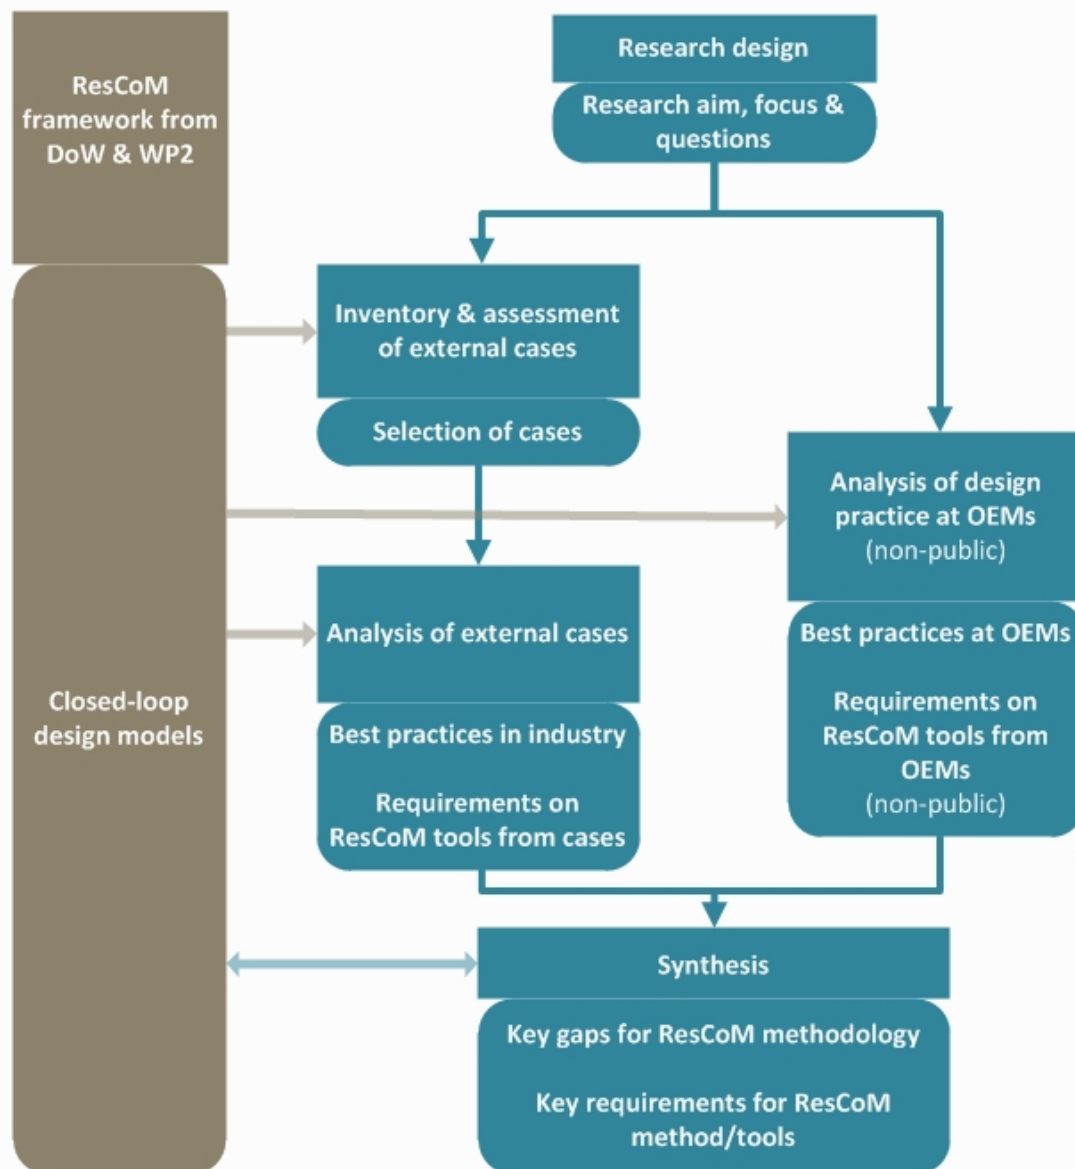 ResCoM
framework from
DoW & WP2
Closed-loop
design models
Research design
Research aim, focus &
questions
Inventory & assessment
of external cases
Selection of cases
Analysis of external cases
Best practices in industry
Requirements on
ResCoM tools from cases
Analysis of design
practice at OEMs
(non-public)
Best practices at OEMs
Requirements on
ResCoM tools from
OEMs
(non-public)
Synthesis
Key gaps for ResCoM methodology
Key requirements for ResCoM
method/tools